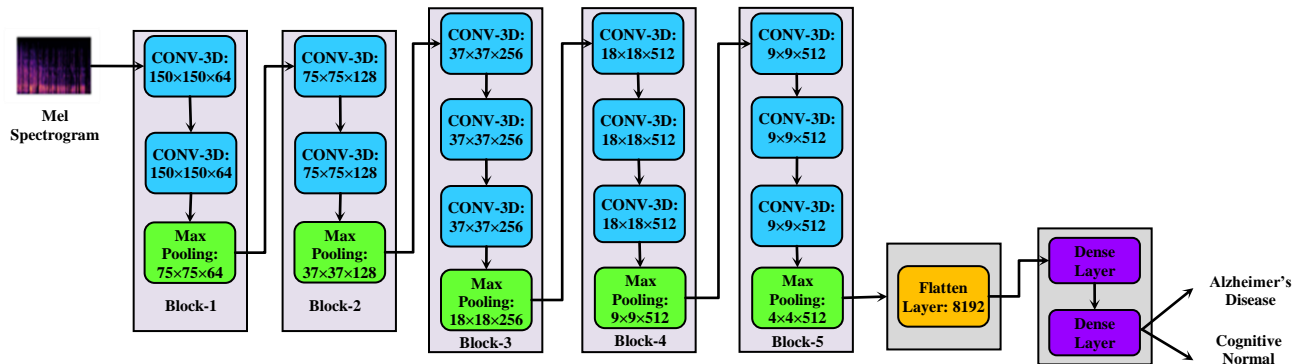 Mel
Spectrogram
CONV-3D:
150×150×64
CONV-3D:
150×150×64
Max
Pooling:
75×75×64
Block-1
CONV-3D:
75×75×128
CONV-3D:
75×75×128
Max
Pooling:
37×37×128
Block-2
CONV-3D:
37×37×256
CONV-3D:
37×37×256
CONV-3D:
37×37×256
Max
Pooling:
18×18×256
Block-3
CONV-3D:
18×18×512
CONV-3D:
18×18×512
CONV-3D:
18×18×512
Max
Pooling:
9×9×512
Block-4
CONV-3D:
9×9×512
CONV-3D:
9×9×512
CONV-3D:
9×9×512
Max
Pooling:
4×4×512
Block-5
Flatten
Layer: 8192
Dense
Layer
Dense
Layer
Alzheimer's
Disease
Cognitive
Normal